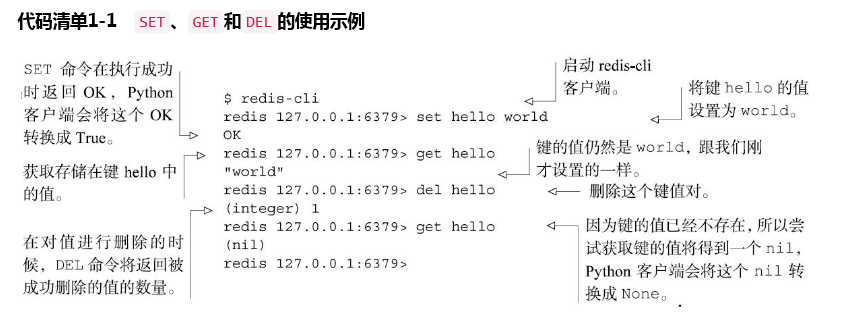 代码清单1-1 SET 、 GET 和 DEL 的使用示例
SET 命令在执行成功
时返回 OK，Python
客户端会将这个 OK
转换成 True。
获取存储在键 hello 中
的值。
在对值进行删除的时
候，DEL 命令将返回被
成功删除的值的数量。
$ redis-cli
redis 127.0.0.1:6379> set hello world
OK
redis 127.0.0.1:6379> get hello
"world"
redis 127.0.0.1:6379> del hello
(integer) 1
redis 127.0.0.1:6379> get hello
(nil)
redis 127.0.0.1:6379>
启动 redis-cli
客户端。
将键 hello 的值
设置为 world。
键的值仍然是 world，跟我们刚
才设置的一样。
删除这个键值对。
因为键的值已经不存在，所以尝
试获取键的值将得到一个 nil，
Python 客户端会将这个 nil 转
换成 None。